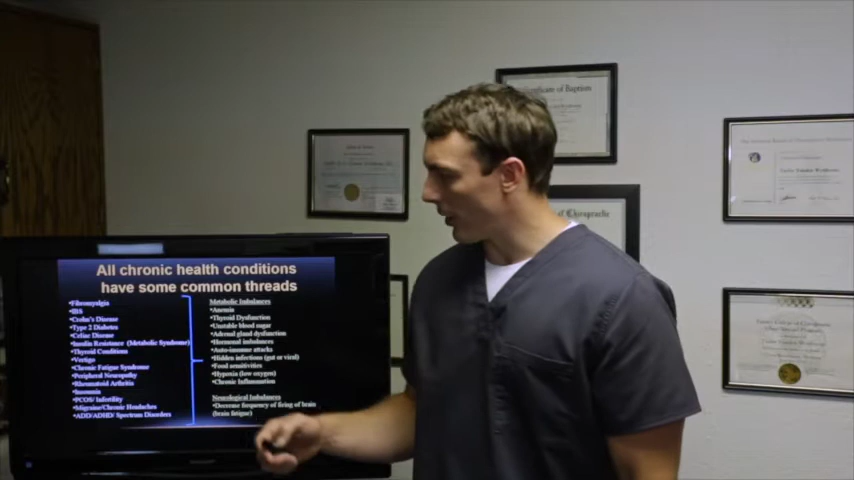 All chronic health conditions
have some common threads
•Fibromyalgia
•IBS
•Crohn's Disease
•Type 2 Diabetes
•Celiac Disease
•Insulin Resistance (Metabolic Syndrome)
•Thyroid Conditions
•Vertigo
•Chronic Fatigue Syndrome
•Peripheral Neuropathy
•Rheumatoid Arthritis
•Insomnia
•PCOS/ Infertility
•Migraine/Chronic Headaches
•ADD/ADHD/ Spectrum Disorders
Metabolic Imbalances
•Anemia
•Thyroid Dysfunction
•Unstable blood sugar
•Adrenal gland dysfunction
•Hormonal imbalances
•Auto-immune attacks
•Hidden infections (gut or viral)
•Food sensitivities
•Hypoxia (low oxygen)
•Chronic Inflammation
Neurological Imbalances
•Decrease frequency of firing of brain
(brain fatigue)
of Baptism
of Chiropractic